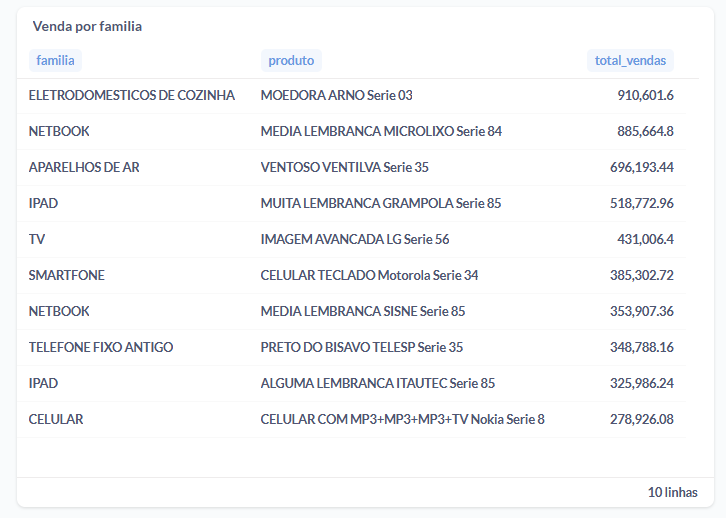 Venda por familia
familia produto total_vendas
ELETRODOMESTICOS DE COZINHA MOEDORA ARNO Serie 03 910,601.6
NETBOOK MEDIA LEMBRANCA MICROLIXO Serie 84 885,664.8
APARELHOS DE AR VENTOSO VENTILVA Serie 35 696,193.44
IPAD MUITA LEMBRANCA GRAMPOLA Serie 85 518,772.96
TV IMAGEM AVANCADA LG Serie 56 431,006.4
SMARTFONE CELULAR TECLADO Motorola Serie 34 385,302.72
NETBOOK MEDIA LEMBRANCA SISNE Serie 85 353,907.36
TELEFONE FIXO ANTIGO PRETO DO BISAVO TELESP Serie 35 348,788.16
IPAD ALGUMA LEMBRANCA ITAUTEC Serie 85 325,986.24
CELULAR CELULAR COM MP3+MP3+MP3+TV Nokia Serie 8 278,926.08
10 linhas